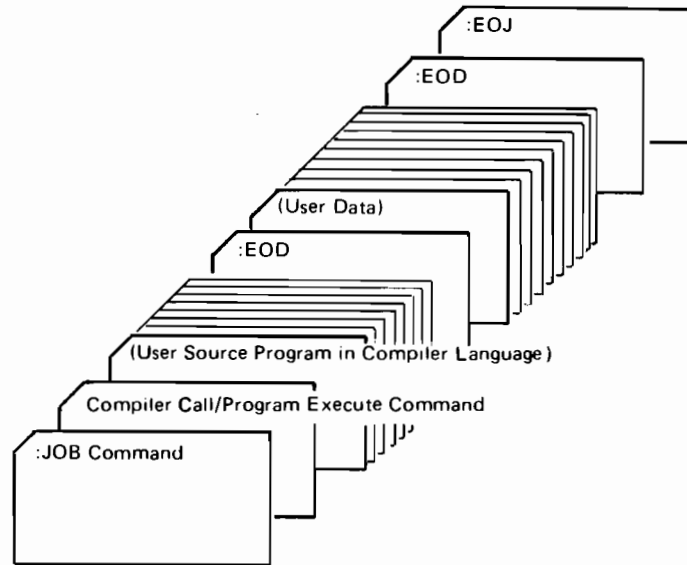 :EOJ
:EOD
(User Data)
:EOD
(User Source Program in Compiler Language)
Compiler Call/Program Execute Command
:JOB Command